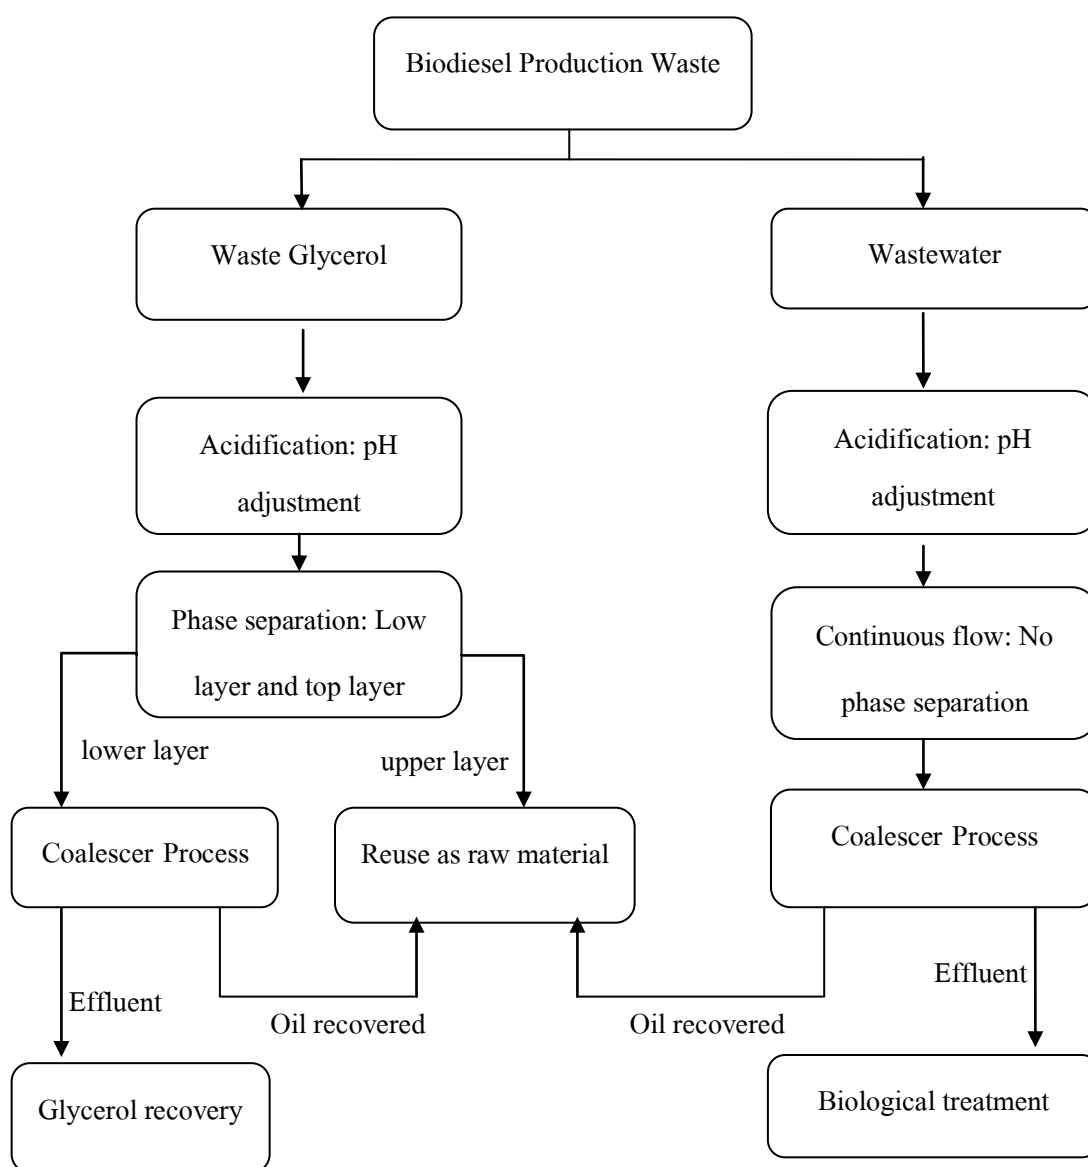 Biodiesel Production Waste
Waste Glycerol
Wastewater
Acidification: pH
adjustment
Acidification: pH
adjustment
Phase separation: Low
layer and top layer
Continuous flow: No
phase separation
lower layer
upper layer
Coalescer Process
Reuse as raw material
Coalescer Process
Effluent
Oil recovered
Oil recovered
Effluent
Glycerol recovery
Biological treatment